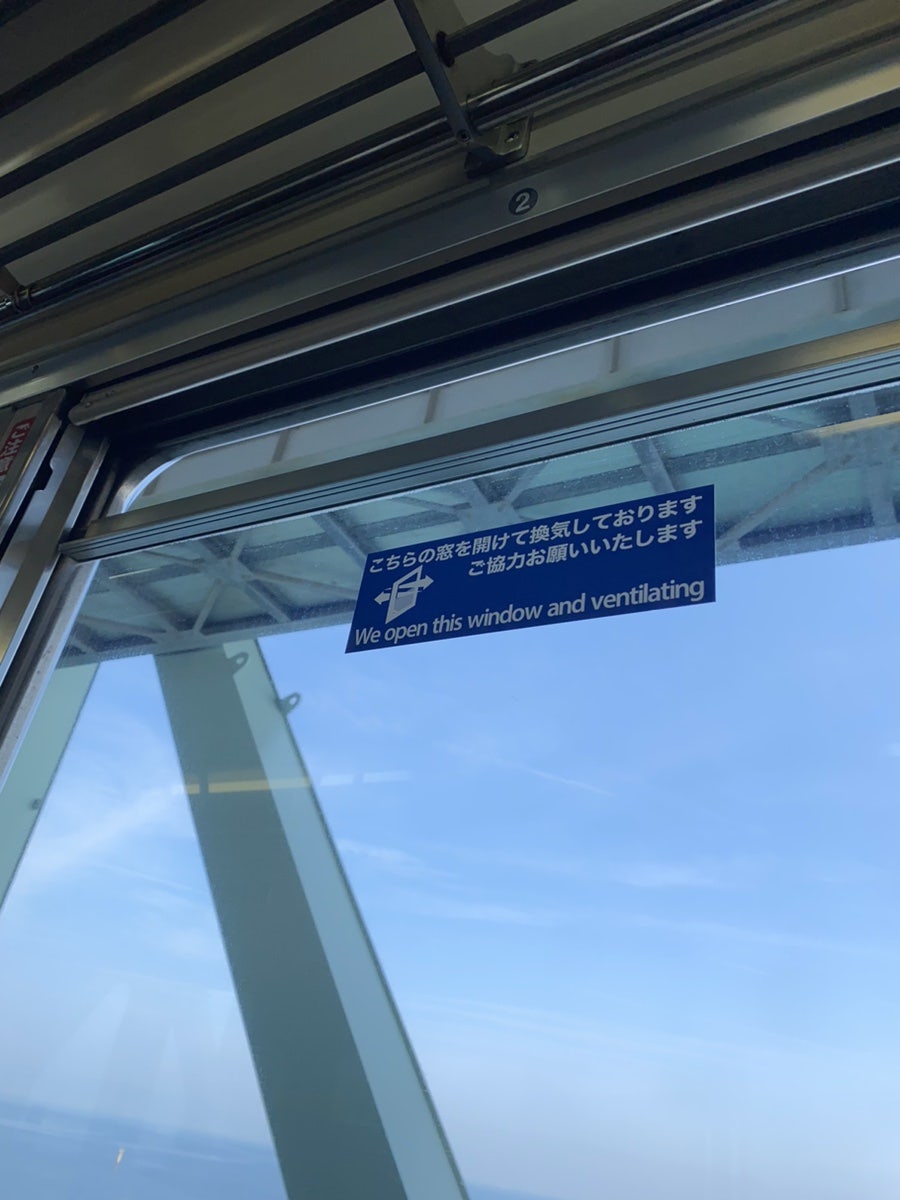 2
こちらの窓を開けて換気しております
ご協力お願いいたします
We open this window and ventilating